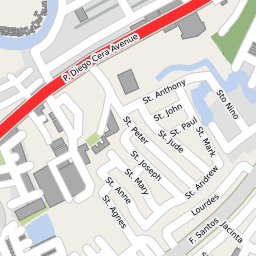 P. Diego Cera Avenue
St. Anthony
St. John
Sto Nino
St. Paul
St. Peter
St. Jude
St. Mark
St. Joseph
St. Mary
St. Andrew
St. Anne
St. Agnes
Lourdes
F. Santos
Jacinta